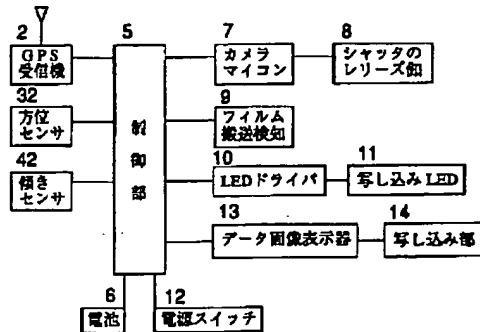 2
GPS
受信機
32
方位
センサ
42
傾き
センサ
5
制
御
部
7
カメラ
マイコン
8
シャッタの
レリーズ釦
9
フィルム
搬送検知
10
LEDドライバ
11
写し込みLED
13
データ画像表示器
14
写し込み部
6
電池
12
電源スイッチ